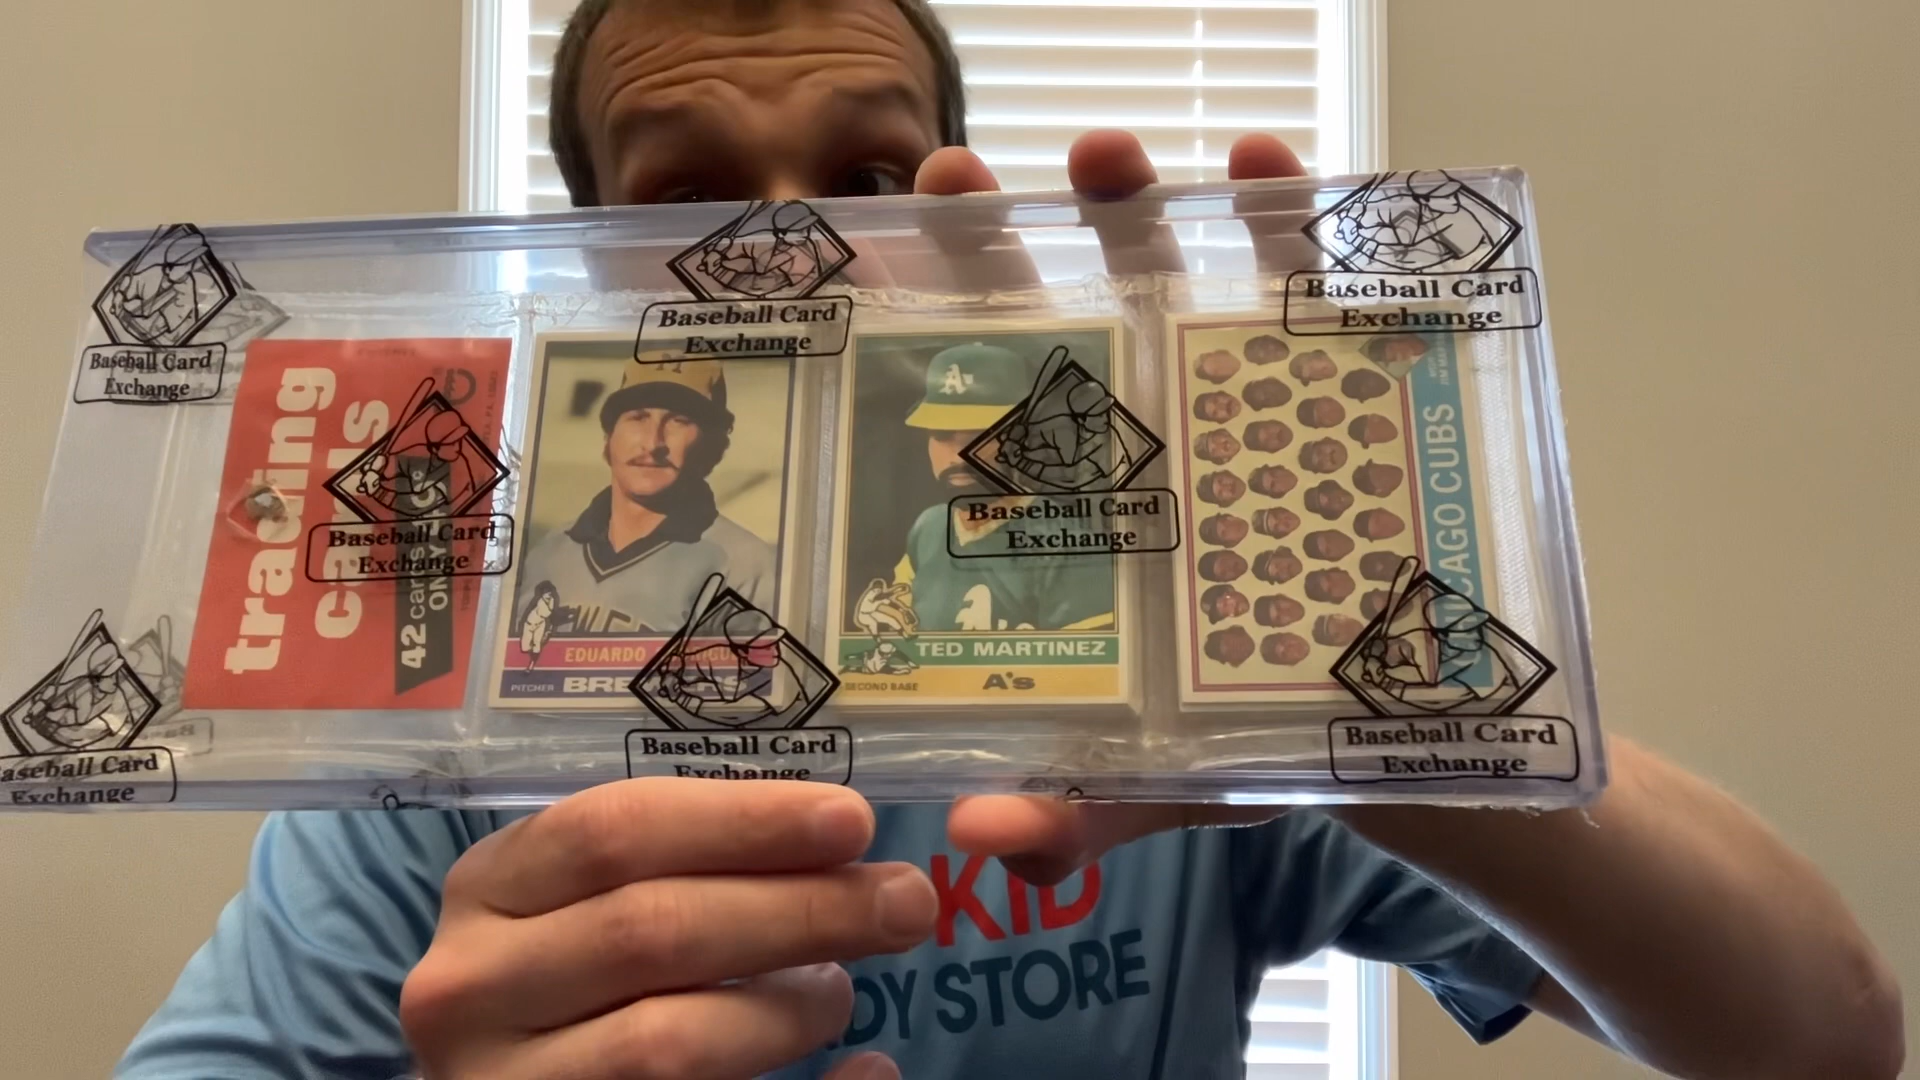 Baseball Card
Exchange
Baseball Card
Exchange
Baseball Card
Exchange
trading
cards
42 cards
ONLY
Baseball Card
Exchange
Baseball Card
Exchange
EDUARDO
PITCHER BREWERS
TED MARTINEZ
SECOND BASE A's
A's
A's
CHICAGO CUBS
Baseball Card
Exchange
Baseball Card
Exchange
Baseball Card
Exchange
KID
STORE